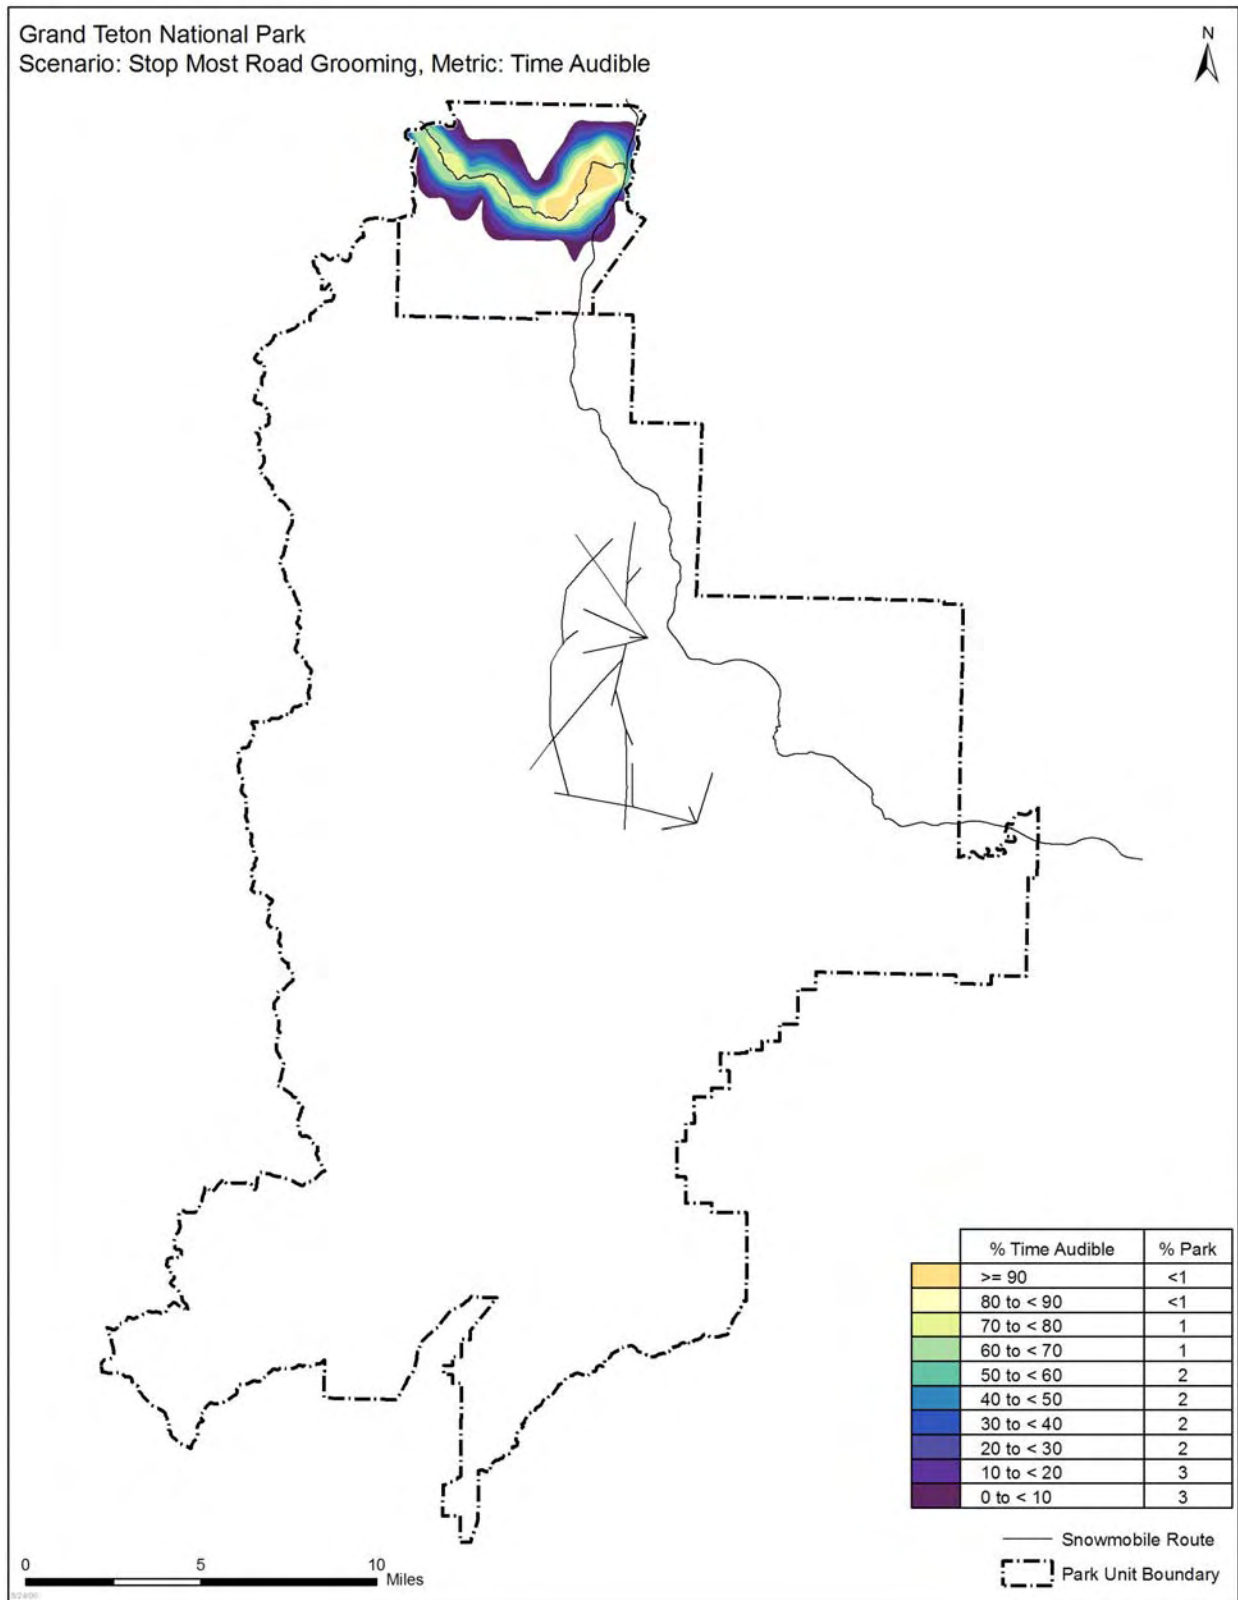 Grand Teton National Park
Scenario: Stop Most Road Grooming, Metric: Time Audible
N
% Time Audible % Park
>= 90 <1
80 to < 90 <1
70 to < 80 1
60 to < 70 1
50 to < 60 2
40 to < 50 2
30 to < 40 2
20 to < 30 2
10 to < 20 3
0 to < 10 3
Snowmobile Route
Park Unit Boundary
0 5 10
Miles